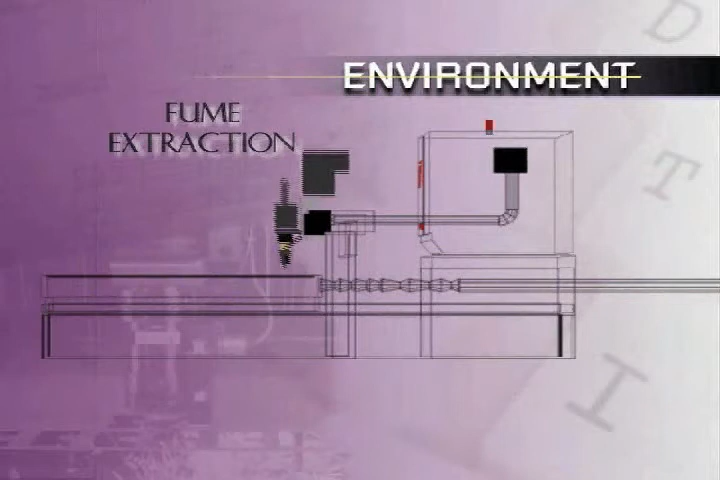 ENVIRONMENT
FUME
EXTRACTION
D
T
I